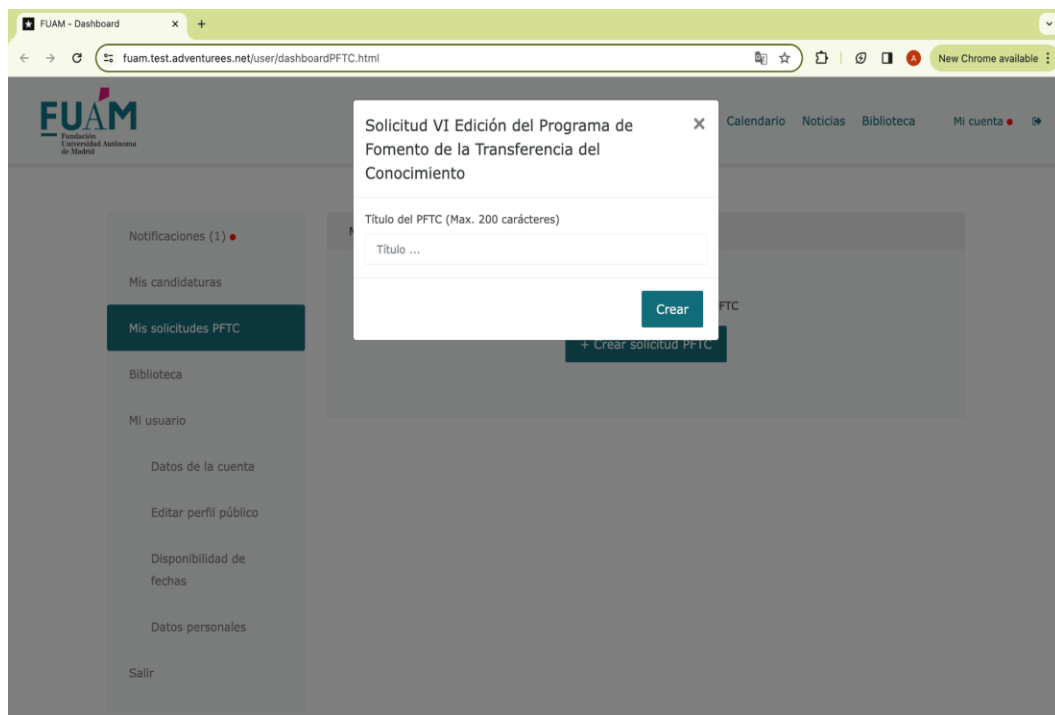 FUAM - Dashboard
fuam.test.adventurees.net/user/dashboardPFTC.html
A
New Chrome available
FUAM
Fundación
Universidad Autónoma
de Madrid
Calendario Noticias Biblioteca Mi cuenta
Solicitud VI Edición del Programa de
Fomento de la Transferencia del
Conocimiento
Título del PFTC (Max. 200 carácteres)
Título ...
Crear
FTC
+ Crear solicitud PFTC
Notificaciones (1)
Mis candidaturas
Mis solicitudes PFTC
Biblioteca
Mi usuario
Datos de la cuenta
Editar perfil público
Disponibilidad de
fechas
Datos personales
Salir